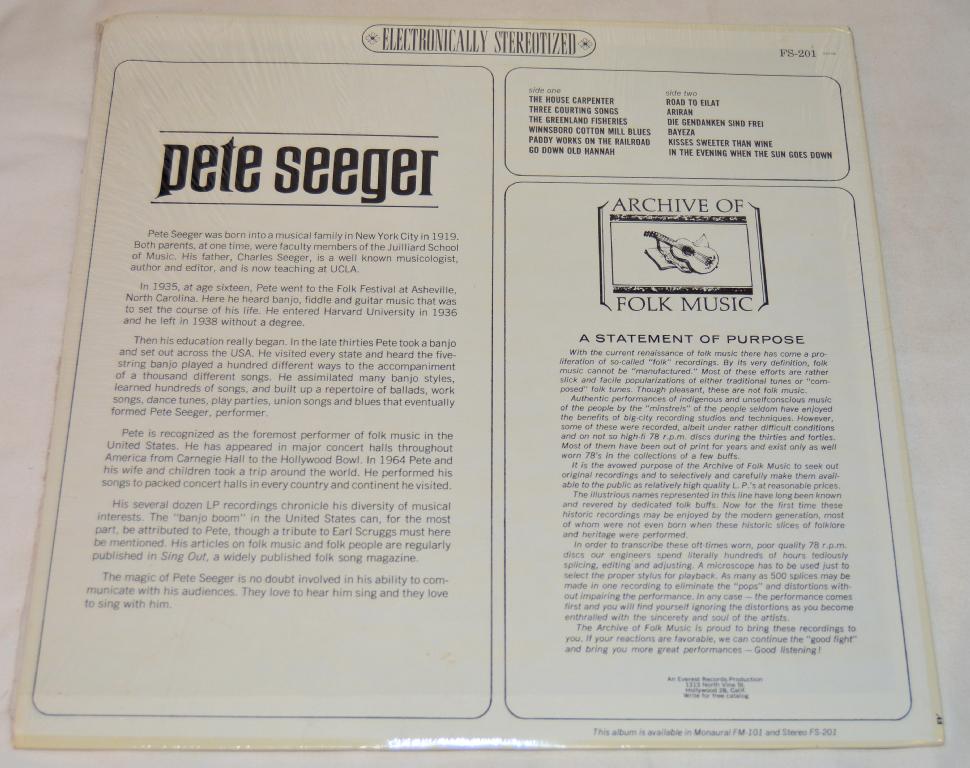 ELECTRONICALLY STEREOTIZED
FS-201
side one
THE HOUSE CARPENTER
THREE COURTING SONGS
THE GREENLAND FISHERIES
WINNSBORO COTTON MILL BLUES
PADDY WORKS ON THE RAILROAD
GO DOWN OLD HANNAH
side two
ROAD TO EILAT
ARIRAN
DIE GENDANKEN SIND FREI
BAYEZA
KISSES SWEETER THAN WINE
IN THE EVENING WHEN THE SUN GOES DOWN
pete seeger
Pete Seeger was born into a musical family in New York City in 1919.
Both parents, at one time, were faculty members of the Juilliard School
of Music. His father, Charles Seeger, is a well known musicologist,
author and editor, and is now teaching at UCLA.
In 1935, at age sixteen, Pete went to the Folk Festival at Asheville,
North Carolina. Here he heard banjo, fiddle and guitar music that was
to set the course of his life. He entered Harvard University in 1936
and he left in 1938 without a degree.
Then his education really began. In the late thirties Pete took a banjo
and set out across the USA. He visited every state and heard the five-
string banjo played a hundred different ways to the accompaniment
of a thousand different songs. He assimilated many banjo styles,
learned hundreds of songs, and built up a repertoire of ballads, work
songs, dance tunes, play parties, union songs and blues that eventually
formed Pete Seeger, performer.
Pete is recognized as the foremost performer of folk music in the
United States. He has appeared in major concert halls throughout
America from Carnegie Hall to the Hollywood Bowl. In 1964 Pete and
his wife and children took a trip around the world. He performed his
songs to packed concert halls in every country and continent he visited.
His several dozen LP recordings chronicle his diversity of musical
interests. The "banjo boom" in the United States can, for the most
part, be attributed to Pete, though a tribute to Earl Scruggs must here
be mentioned. His articles on folk music and folk people are regularly
published in Sing Out, a widely published folk song magazine.
The magic of Pete Seeger is no doubt involved in his ability to com-
municate with his audiences. They love to hear him sing and they love
to sing with him.
ARCHIVE OF
FOLK MUSIC
A STATEMENT OF PURPOSE
With the current renaissance of folk music there has come a pro-
liferation of so-called "folk" recordings. By its very definition, folk
music cannot be "manufactured." Most of these efforts are rather
slick and facile popularizations of either traditional tunes or "com-
posed" folk tunes. Though pleasant, these are not folk music.
Authentic performances of indigenous and unselfconscious music
of the people by the "minstrels" of the people seldom have enjoyed
the benefits of big-city recording studios and techniques. However,
some of these were recorded, albeit under rather difficult conditions
and on not so high-fi 78 r.p.m. discs during the thirties and forties.
Most of them have been out of print for years and exist only as well
worn 78's in the collections of a few buffs.
It is the avowed purpose of the Archive of Folk Music to seek out
original recordings and to selectively and carefully make them avail-
able to the public as relatively high quality L.P.'s at reasonable prices.
The illustrious names represented in this line have long been known
and revered by dedicated folk buffs. Now for the first time these
historic recordings may be enjoyed by the modern generation, most
of whom were not even born when these historic slices of folklore
and heritage were performed.
In order to transcribe these oft-times worn, poor quality 78 r.p.m.
discs our engineers spend literally hundreds of hours tediously
splicing, editing and adjusting. A microscope has to be used just to
select the proper stylus for playback. As many as 500 splices may be
made in one recording to eliminate the "pops" and distortions with-
out impairing the performance. In any case — the performance comes
first and you will find yourself ignoring the distortions as you become
enthralled with the sincerety and soul of the artists.
The Archive of Folk Music is proud to bring these recordings to
you. If your reactions are favorable, we can continue the "good fight"
and bring you more great performances — Good listening!
An Everest Records Production
1313 North Vine St.
Hollywood 28, Calif.
Write for free catalog
This album is available in Monaural FM-101 and Stereo FS-201